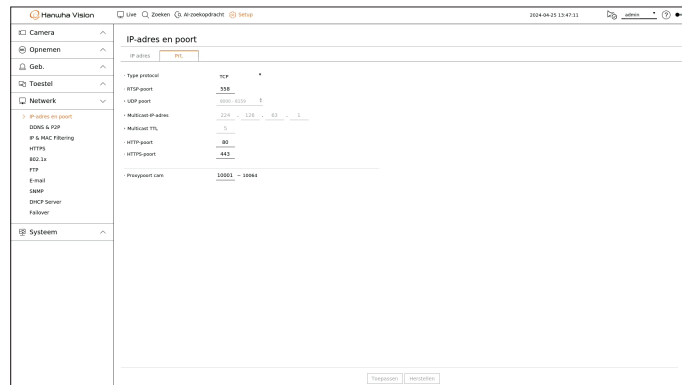 Hanwha Vision
Live Zoeken AI-zoekopdracht Setup
2024-04-25 13:47:11
admin
Camera
Opnemen
Geb.
Toestel
Netwerk
IP-adres en poort
DDNS & P2P
IP & MAC Filtering
HTTPS
802.1x
FTP
E-mail
SNMP
DHCP Server
Failover
Systeem
IP-adres en poort
IP adres Prt.
Type protocol TCP
RTSP-poort 558
UDP poort
Multicast-IP-adres 224 . 128 . 63 . 1
Multicast TTL 5
HTTP-poort 80
HTTPS-poort 443
Proxypoort cam 10001 ~ 10064
Toepassen Herstellen